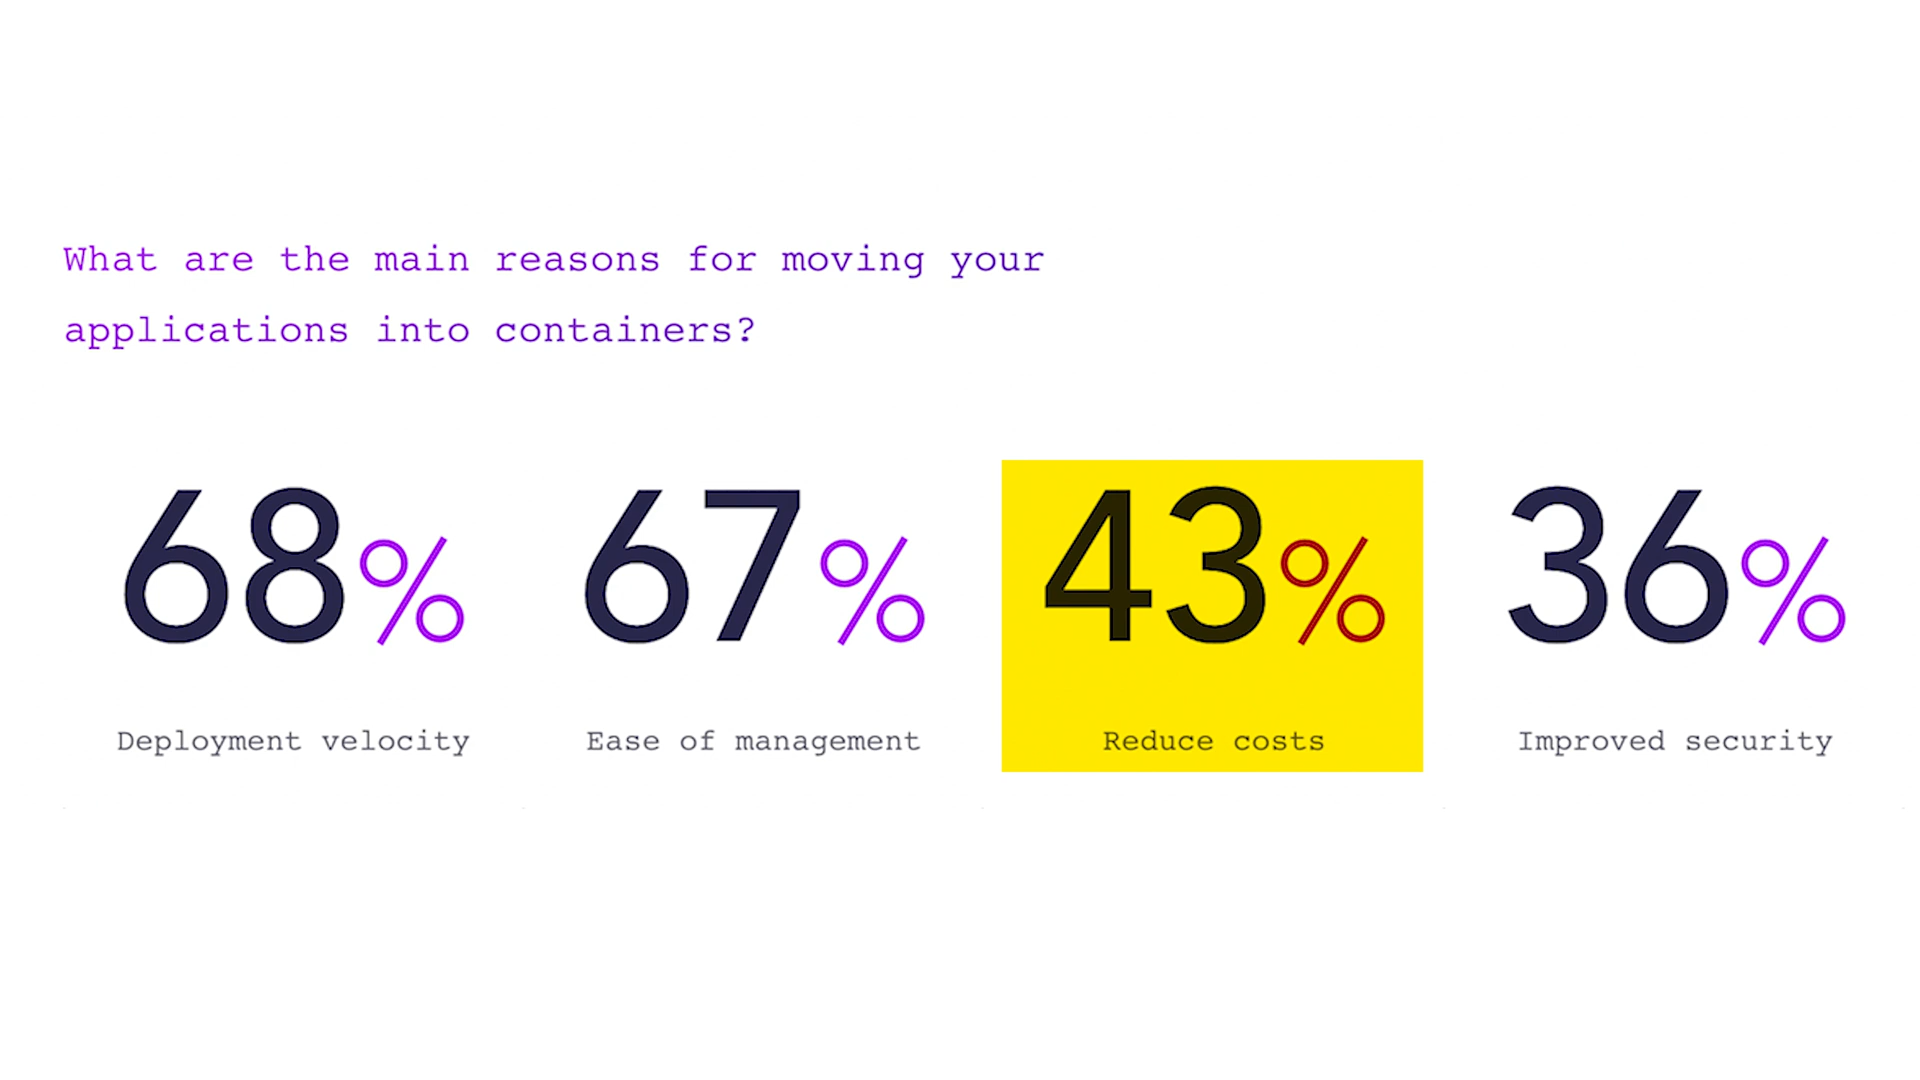 What are the main reasons for moving your
applications into containers?
68% 67% 43% 36%
Deployment velocity Ease of management Reduce costs Improved security